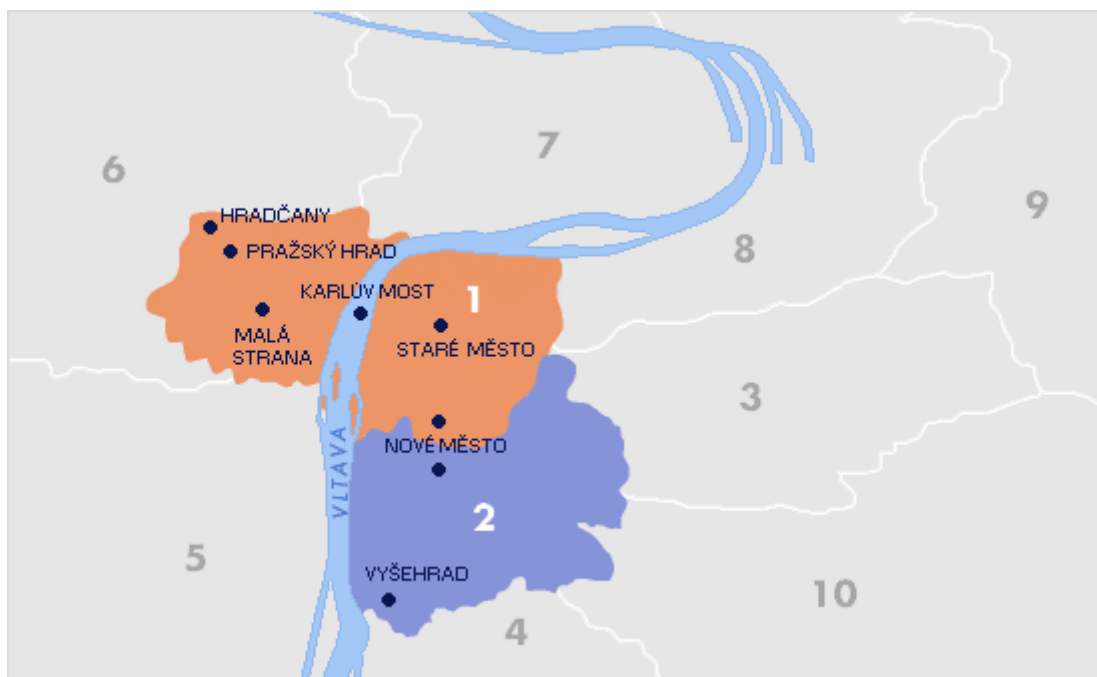 7
6
9
HRADČANY
8
PRAŽSKÝ HRAD
KARLŮV MOST
1
MALÁ
STRANA
STARÉ MĚSTO
3
NOVÉ MĚSTO
VLTAVA
2
5
VYŠEHRAD
10
4